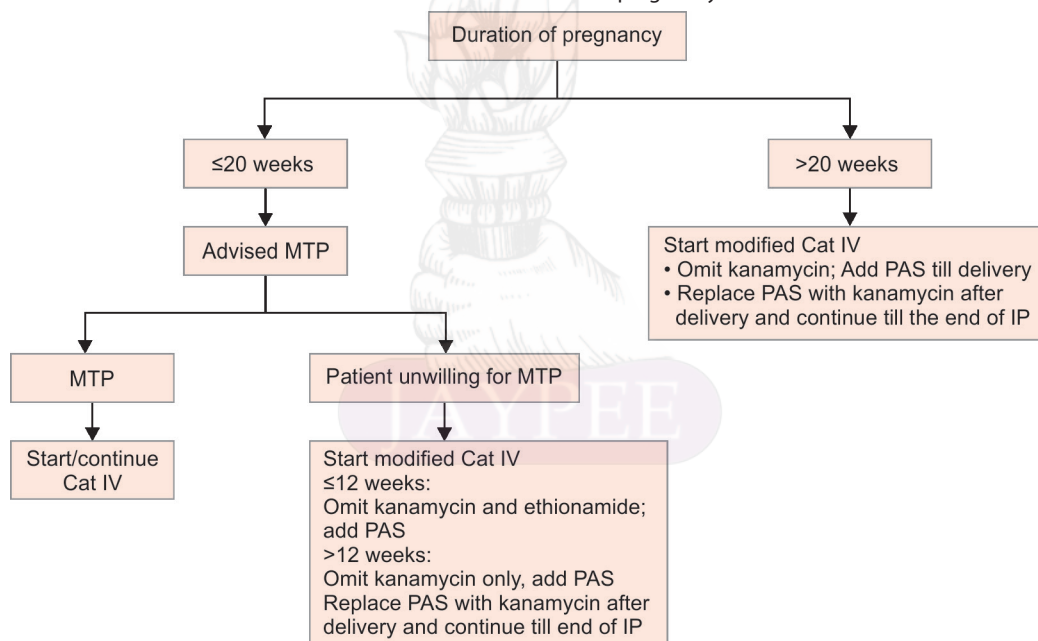 Duration of pregnancy
≤20 weeks
>20 weeks
Advised MTP
Start modified Cat IV
• Omit kanamycin; Add PAS till delivery
• Replace PAS with kanamycin after
delivery and continue till the end of IP
MTP
Patient unwilling for MTP
Start/continue
Cat IV
Start modified Cat IV
≤12 weeks:
Omit kanamycin and ethionamide;
add PAS
>12 weeks:
Omit kanamycin only, add PAS
Replace PAS with kanamycin after
delivery and continue till end of IP
JAYPEE